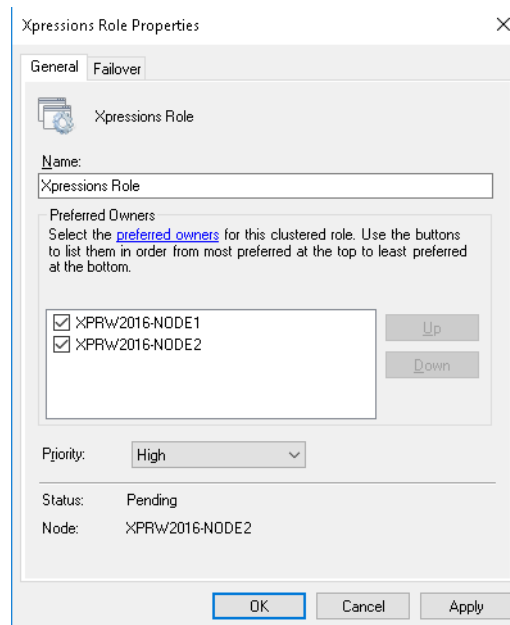 Xpressions Role Properties
General
Failover
Xpressions Role
Name:
Xpressions Role
Preferred Owners
Select the preferred owners for this clustered role. Use the buttons
to list them in order from most preferred at the top to least preferred
at the bottom.
XPRW2016-NODE1
XPRW2016-NODE2
Up
Down
Priority:
High
Status:
Pending
Node:
XPRW2016-NODE2
OK
Cancel
Apply